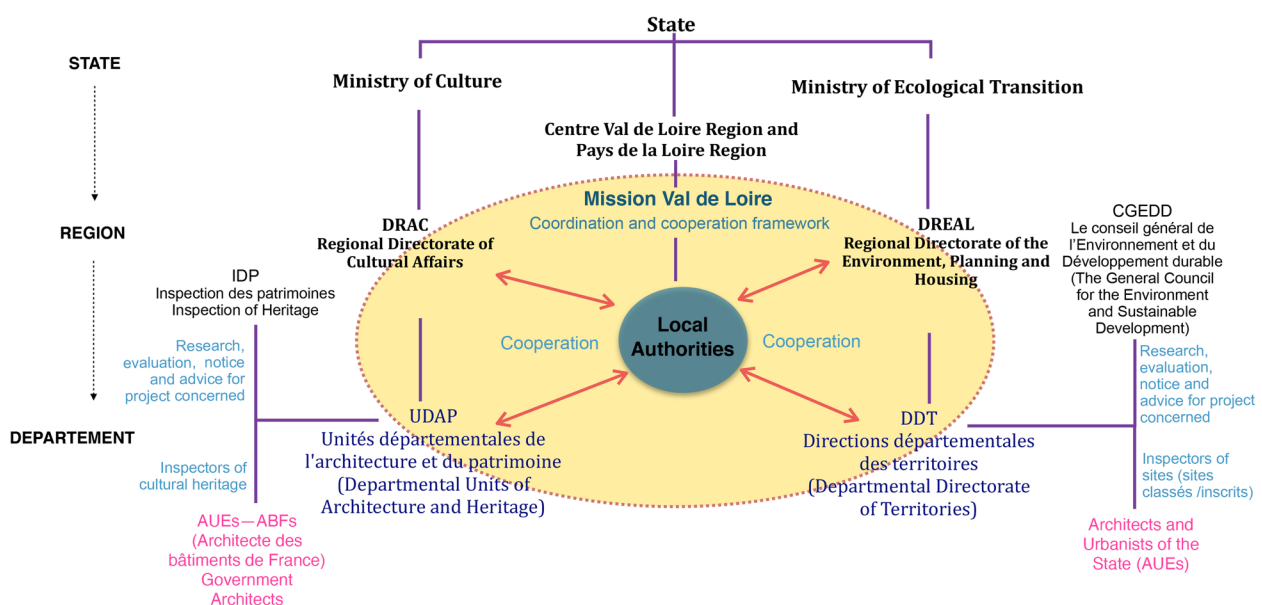 State
STATE
Ministry of Culture
Ministry of Ecological Transition
Centre Val de Loire Region and
Pays de la Loire Region
Mission Val de Loire
Coordination and cooperation framework
REGION
DRAC
Regional Directorate of
Cultural Affairs
DREAL
Regional Directorate of the
Environment, Planning and
Housing
CGEDD
Le conseil général de
l'Environnement et du
Développement durable
(The General Council
for the Environment
and Sustainable
Development)
IDP
Inspection des patrimoines
Inspection of Heritage
Local
Authorities
Cooperation
Cooperation
Research,
evaluation, notice
and advice for
project concerned
Research,
evaluation,
notice and
advice for project
concerned
DEPARTEMENT
UDAP
Unités départementales de
l'architecture et du patrimoine
(Departmental Units of
Architecture and Heritage)
DDT
Directions départementales
des territoires
(Departmental Directorate
of Territories)
Inspectors of
cultural heritage
Inspectors of
sites (sites
classés /inscrits)
AUEs—ABFs
(Architecte des
bâtiments de France)
Government
Architects
Architects and
Urbanists of the
State (AUEs)